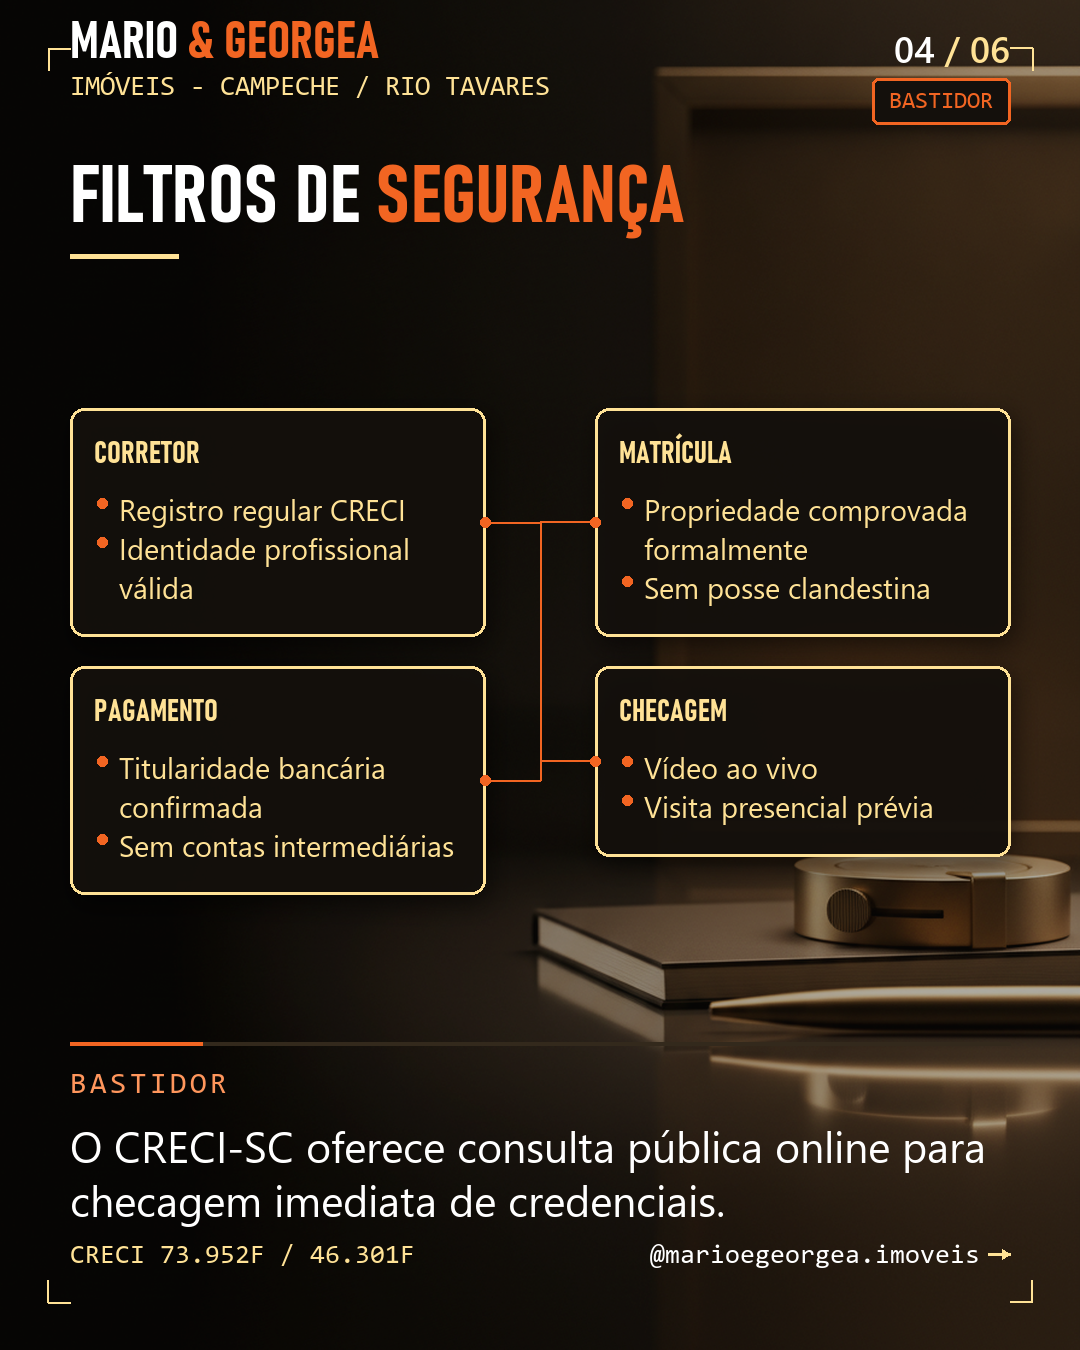 MARIO & GEORGEA
IMÓVEIS - CAMPECHE / RIO TAVARES
04 / 06
BASTIDOR
FILTROS DE SEGURANÇA
CORRETOR
Registro regular CRECI
Identidade profissional
válida
MATRÍCULA
Propriedade comprovada
formalmente
Sem posse clandestina
PAGAMENTO
Titularidade bancária
confirmada
Sem contas intermediárias
CHECAGEM
Vídeo ao vivo
Visita presencial prévia
BASTIDOR
O CRECI-SC oferece consulta pública online para
checagem imediata de credenciais.
CRECI 73.952F / 46.301F
@marioegeorgea.imoveis